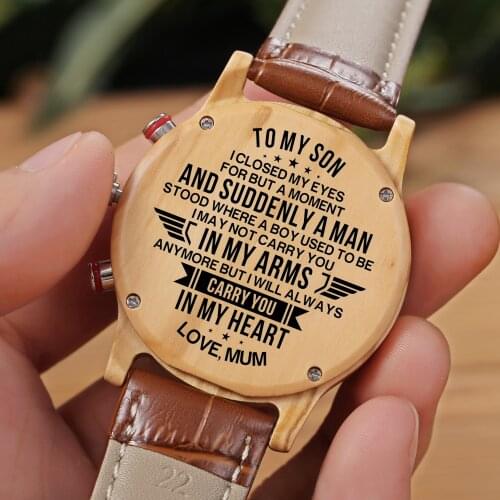 TO MY SON
I CLOSED MY EYES
FOR BUT A MOMENT
AND SUDDENLY A MAN
STOOD WHERE A BOY USED TO BE
I MAY NOT CARRY YOU
IN MY ARMS
ANYMORE BUT I WILL ALWAYS
CARRY YOU
IN MY HEART
LOVE, MUM
22